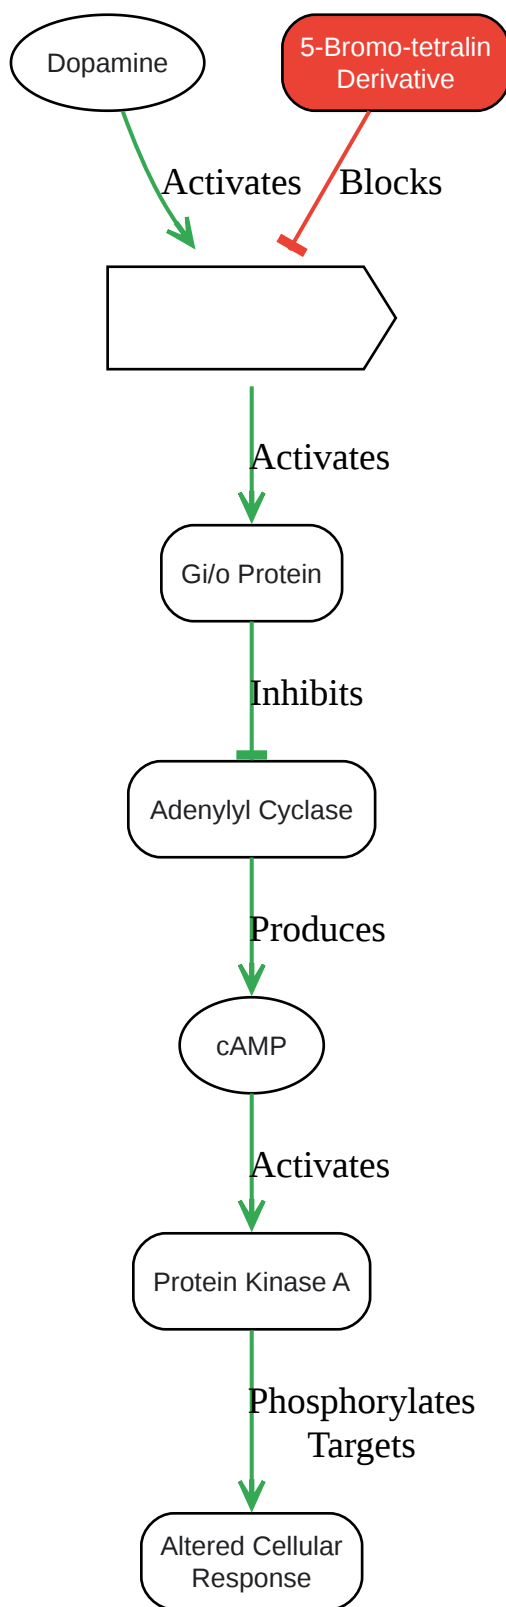 Dopamine
5-Bromo-tetralin
Derivative
Activates
Blocks
Activates
Gi/o Protein
Inhibits
Adenylyl Cyclase
Produces
cAMP
Activates
Protein Kinase A
Phosphorylates
Targets
Altered Cellular
Response